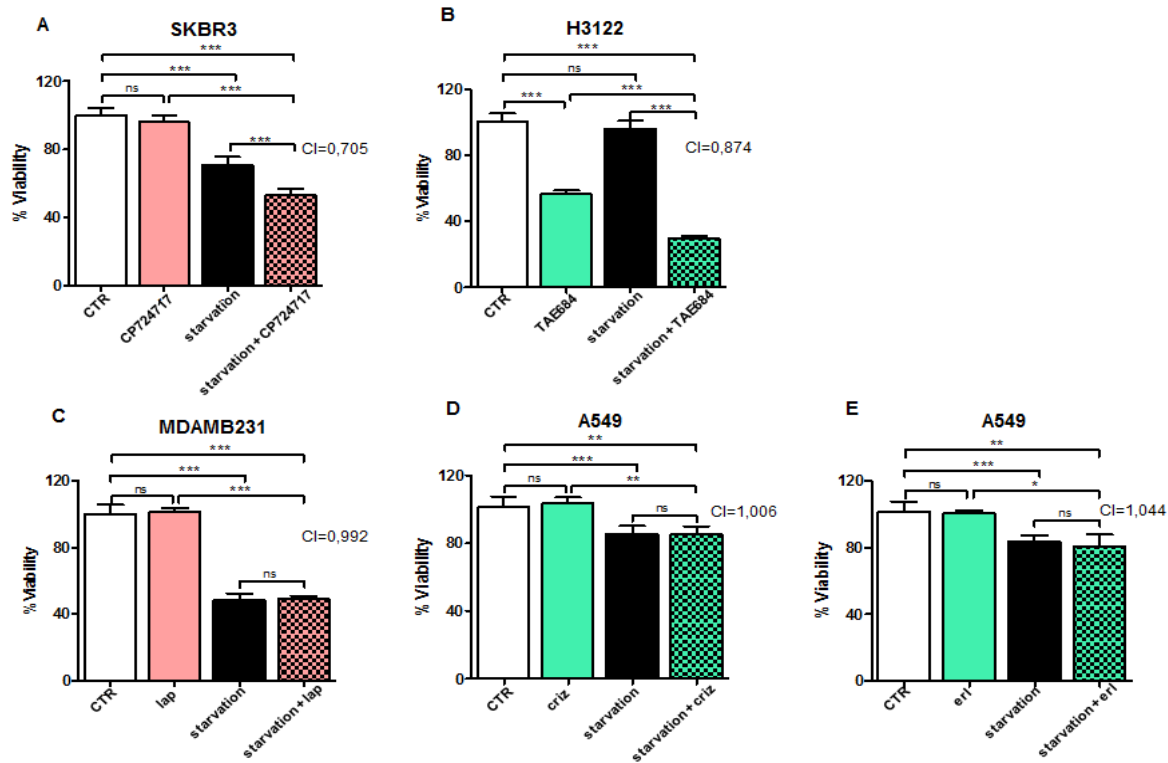 A
SKBR3
***
***
ns
***
***
CI=0,705
120
80
40
0
% Viability
CTR
CP724717
starvation
starvation+CP724717
B
H3122
***
ns
***
***
***
CI=0,874
120
80
40
0
% Viability
CTR
TAE684
starvation
starvation+TAE684
C
MDAMB231
***
***
ns
***
ns
CI=0,992
120
80
40
0
% Viability
CTR
lap
starvation
starvation+lap
D
A549
**
***
ns
**
ns
CI=1,006
120
80
40
0
% Viability
CTR
criz
starvation
starvation+criz
E
A549
**
***
ns
*
ns
CI=1,044
120
80
40
0
% Viability
CTR
erl
starvation
starvation+erl